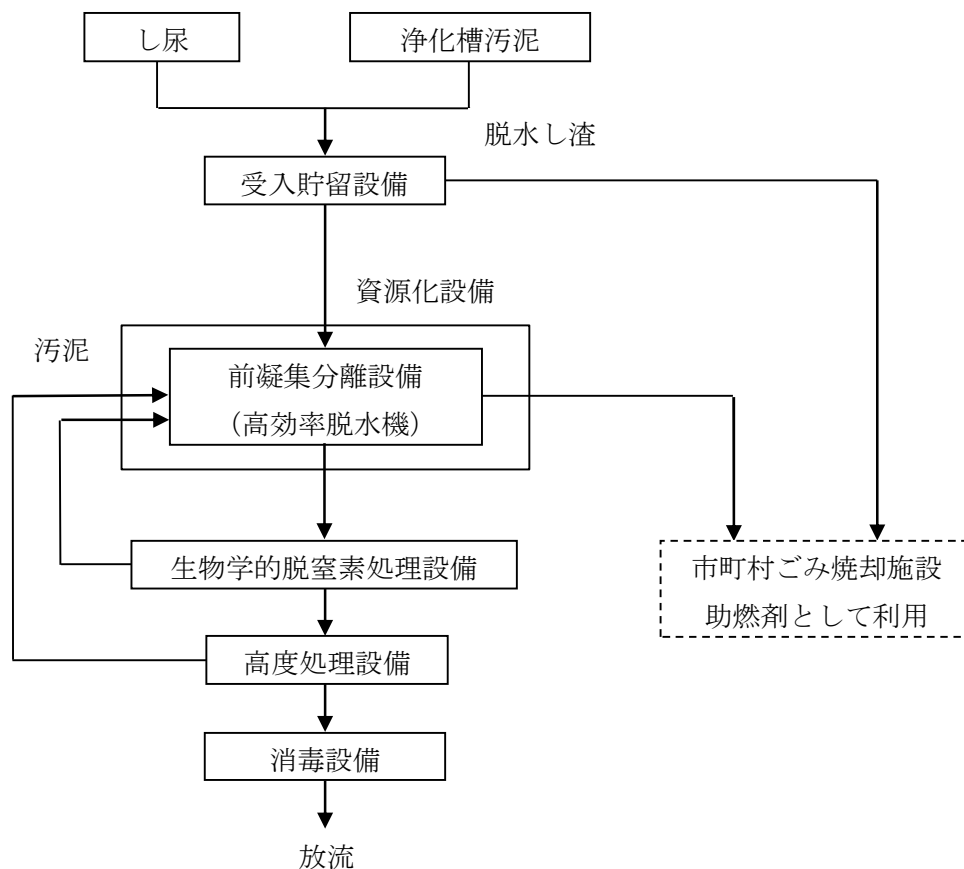 し尿
浄化槽汚泥
脱水し渣
受入貯留設備
資源化設備
汚泥
前凝集分離設備
（高効率脱水機）
生物学的脱窒素処理設備
市町村ごみ焼却施設
助燃剤として利用
高度処理設備
消毒設備
放流